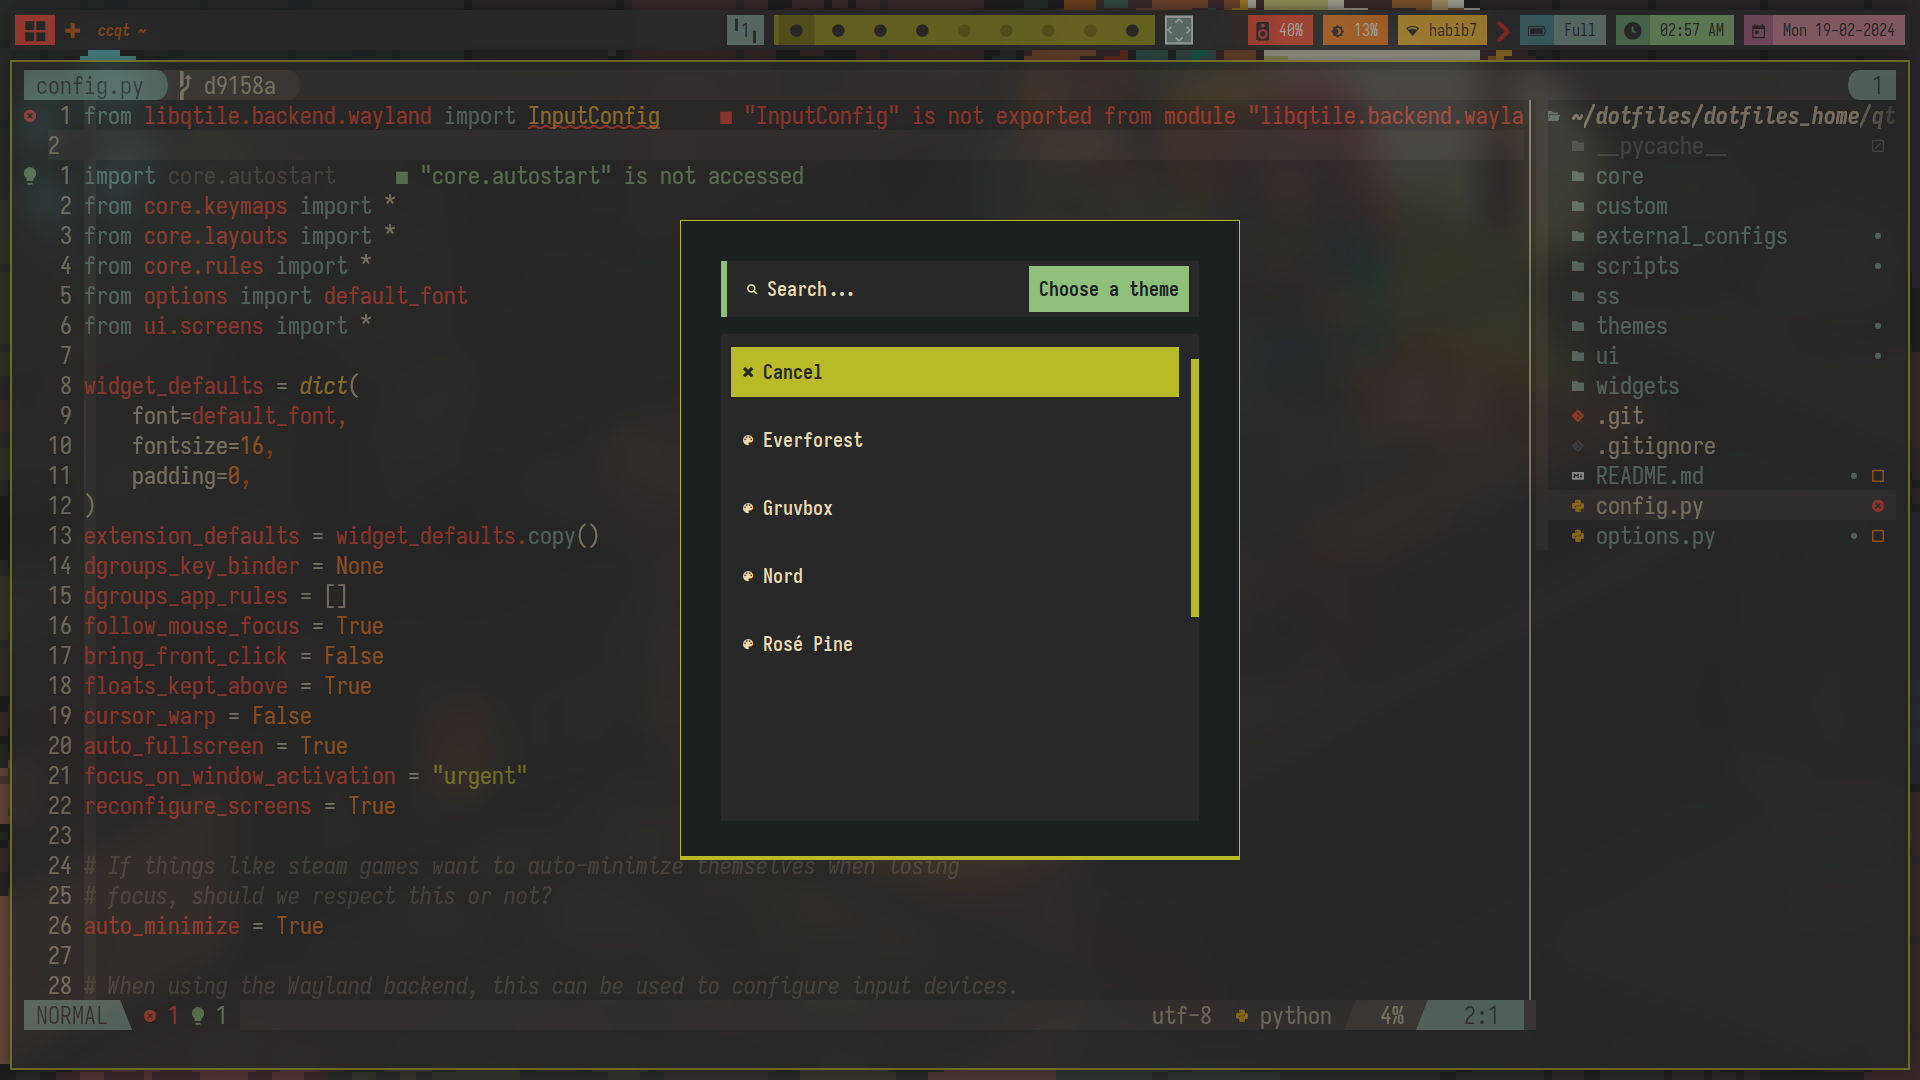 ccqt ~
1
40%
13%
habib7
Full
02:57 AM
Mon 19-02-2024
config.py
d9158a
1
1 from libqtile.backend.wayland import InputConfig ■ "InputConfig" is not exported from module "libqtile.backend.wayla
2
1 import core.autostart ■ "core.autostart" is not accessed
2 from core.keymaps import *
3 from core.layouts import *
4 from core.rules import *
5 from options import default_font
6 from ui.screens import *
7
8 widget_defaults = dict(
9 font=default_font,
10 fontsize=16,
11 padding=0,
12 )
13 extension_defaults = widget_defaults.copy()
14 dgroups_key_binder = None
15 dgroups_app_rules = []
16 follow_mouse_focus = True
17 bring_front_click = False
18 floats_kept_above = True
19 cursor_warp = False
20 auto_fullscreen = True
21 focus_on_window_activation = "urgent"
22 reconfigure_screens = True
23
24 # If things like steam games want to auto-minimize themselves when losing
25 # focus, should we respect this or not?
26 auto_minimize = True
27
28 # When using the Wayland backend, this can be used to configure input devices.
NORMAL
1
1
utf-8
python
4%
2:1
Search...
Choose a theme
Cancel
Everforest
Gruvbox
Nord
Rosé Pine
~/dotfiles/dotfiles_home/qt
__pycache__
core
custom
external_configs
scripts
ss
themes
ui
widgets
.git
.gitignore
README.md
config.py
options.py